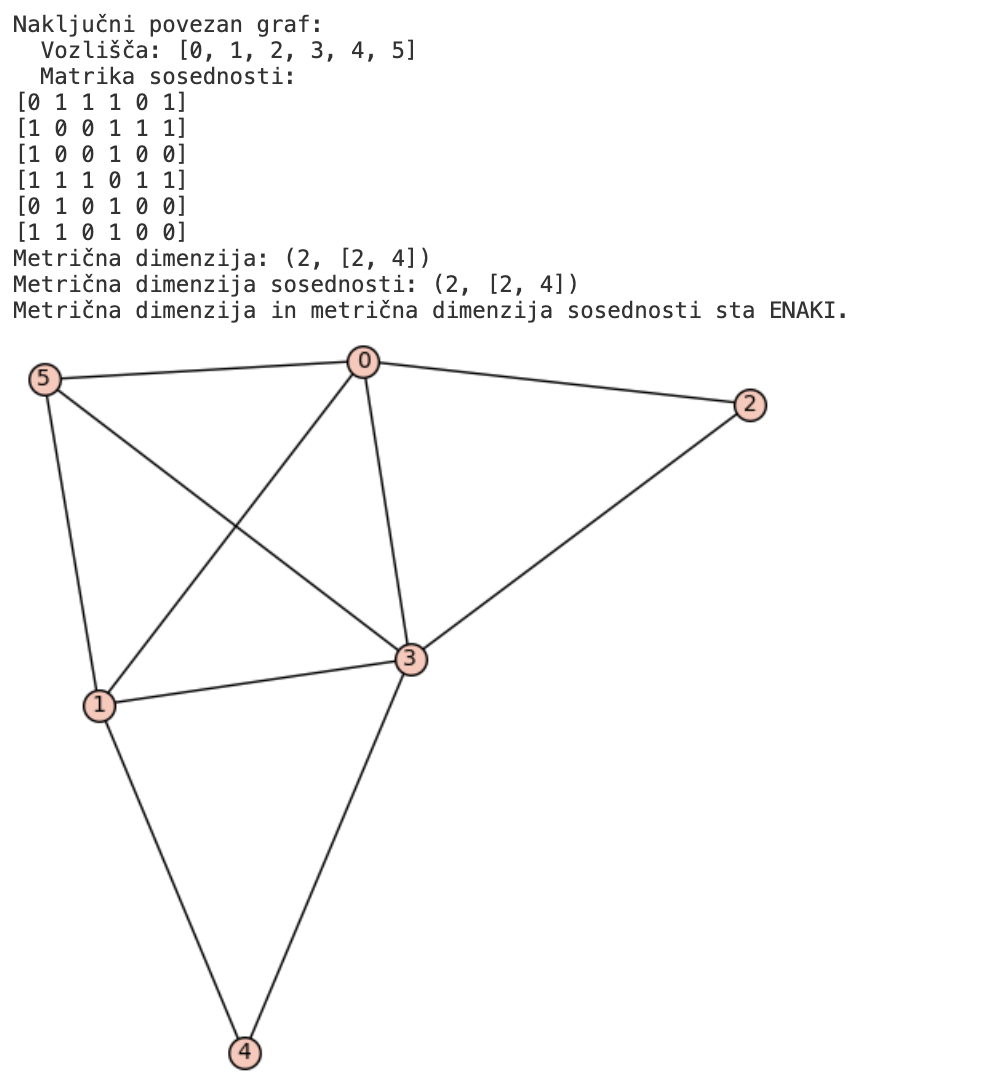 Naključni povezan graf:
  Vozlišča: [0, 1, 2, 3, 4, 5]
  Matrika sosednosti:
[0 1 1 1 0 1]
[1 0 0 1 1 1]
[1 0 0 1 0 0]
[1 1 1 0 1 1]
[0 1 0 1 0 0]
[1 1 0 1 0 0]
Metrična dimenzija: (2, [2, 4])
Metrična dimenzija sosednosti: (2, [2, 4])
Metrična dimenzija in metrična dimenzija sosednosti sta ENAKI.
0
5
2
3
1
4